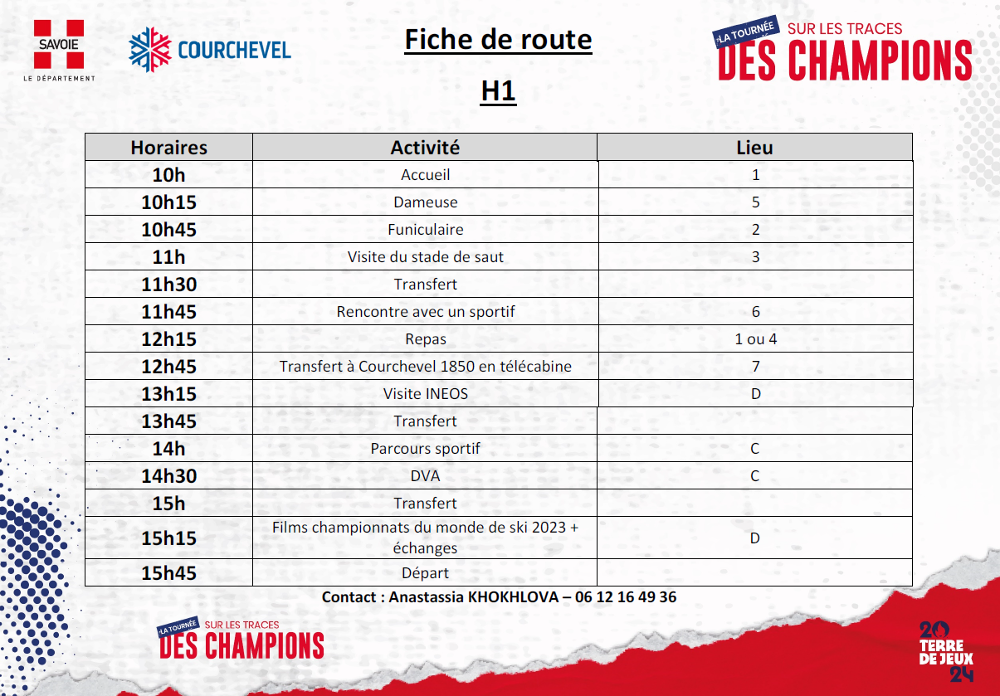 SAVOIE
LE DÉPARTEMENT
COURCHEVEL
Fiche de route
H1
LA TOURNÉE
SUR LES TRACES
DES CHAMPIONS
Horaires Activité Lieu
10h Accueil 1
10h15 Dameuse 5
10h45 Funiculaire 2
11h Visite du stade de saut 3
11h30 Transfert
11h45 Rencontre avec un sportif 6
12h15 Repas 1 ou 4
12h45 Transfert à Courchevel 1850 en télécabine 7
13h15 Visite INEOS D
13h45 Transfert
14h Parcours sportif C
14h30 DVA C
15h Transfert
15h15 Films championnats du monde de ski 2023 +
échanges D
15h45 Départ
Contact : Anastassia KHOKHLOVA – 06 12 16 49 36
LA TOURNÉE
SUR LES TRACES
DES CHAMPIONS
20
TERRE
DE JEUX
24